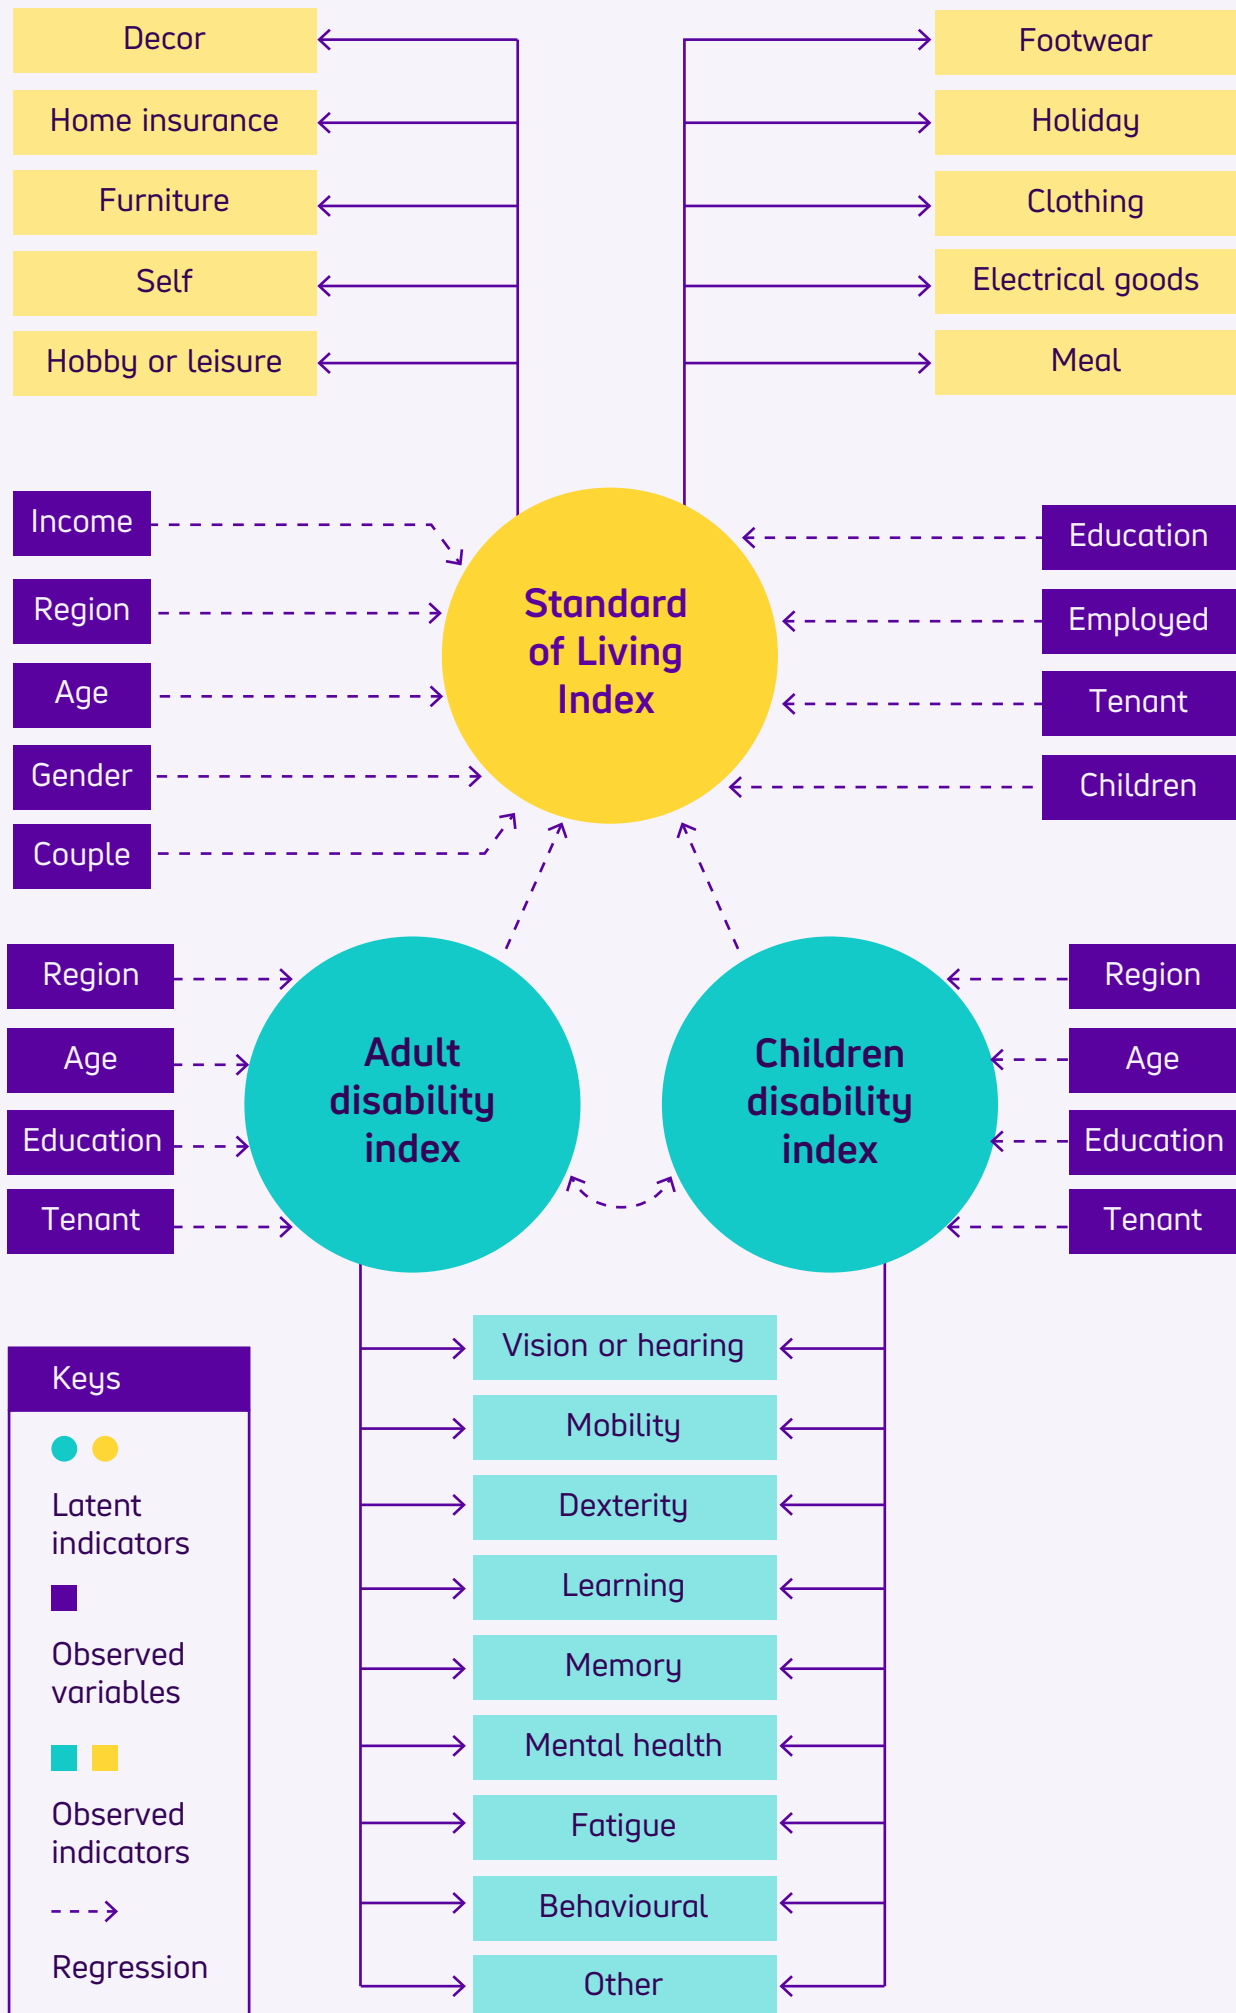 Decor
Footwear
Home insurance
Holiday
Furniture
Clothing
Self
Electrical goods
Hobby or leisure
Meal
Income
Education
Region
Employed
Age
Tenant
Gender
Children
Couple
Standard
of Living
Index
Region
Age
Education
Tenant
Adult
disability
index
Children
disability
index
Region
Age
Education
Tenant
Vision or hearing
Mobility
Dexterity
Learning
Memory
Mental health
Fatigue
Behavioural
Other
Keys
Latent
indicators
Observed
variables
Observed
indicators
Regression